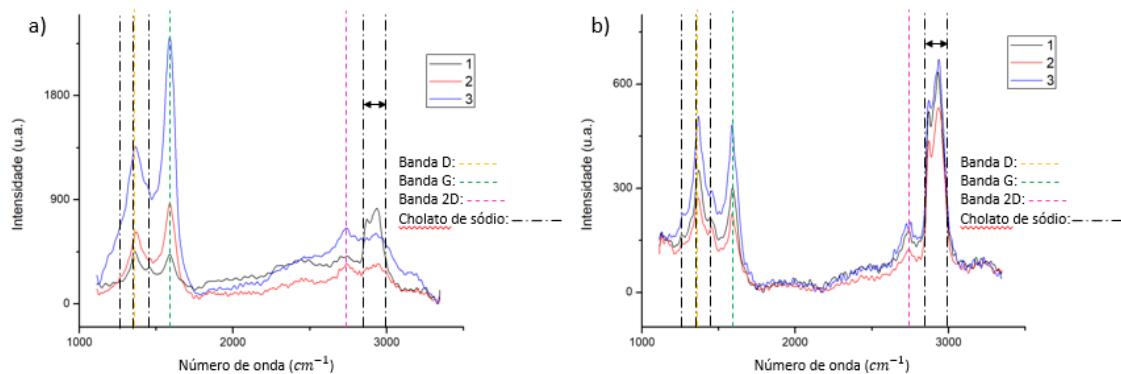 a)
Intensidade (u.a.)
1800
900
0
1000
2000
3000
Número de onda (cm⁻¹)
1
2
3
Banda D:
Banda G:
Banda 2D:
Cholato de sódio:
b)
Intensidade (u.a.)
600
300
0
1000
2000
3000
Número de onda (cm⁻¹)
1
2
3
Banda D:
Banda G:
Banda 2D:
Cholato de sódio: